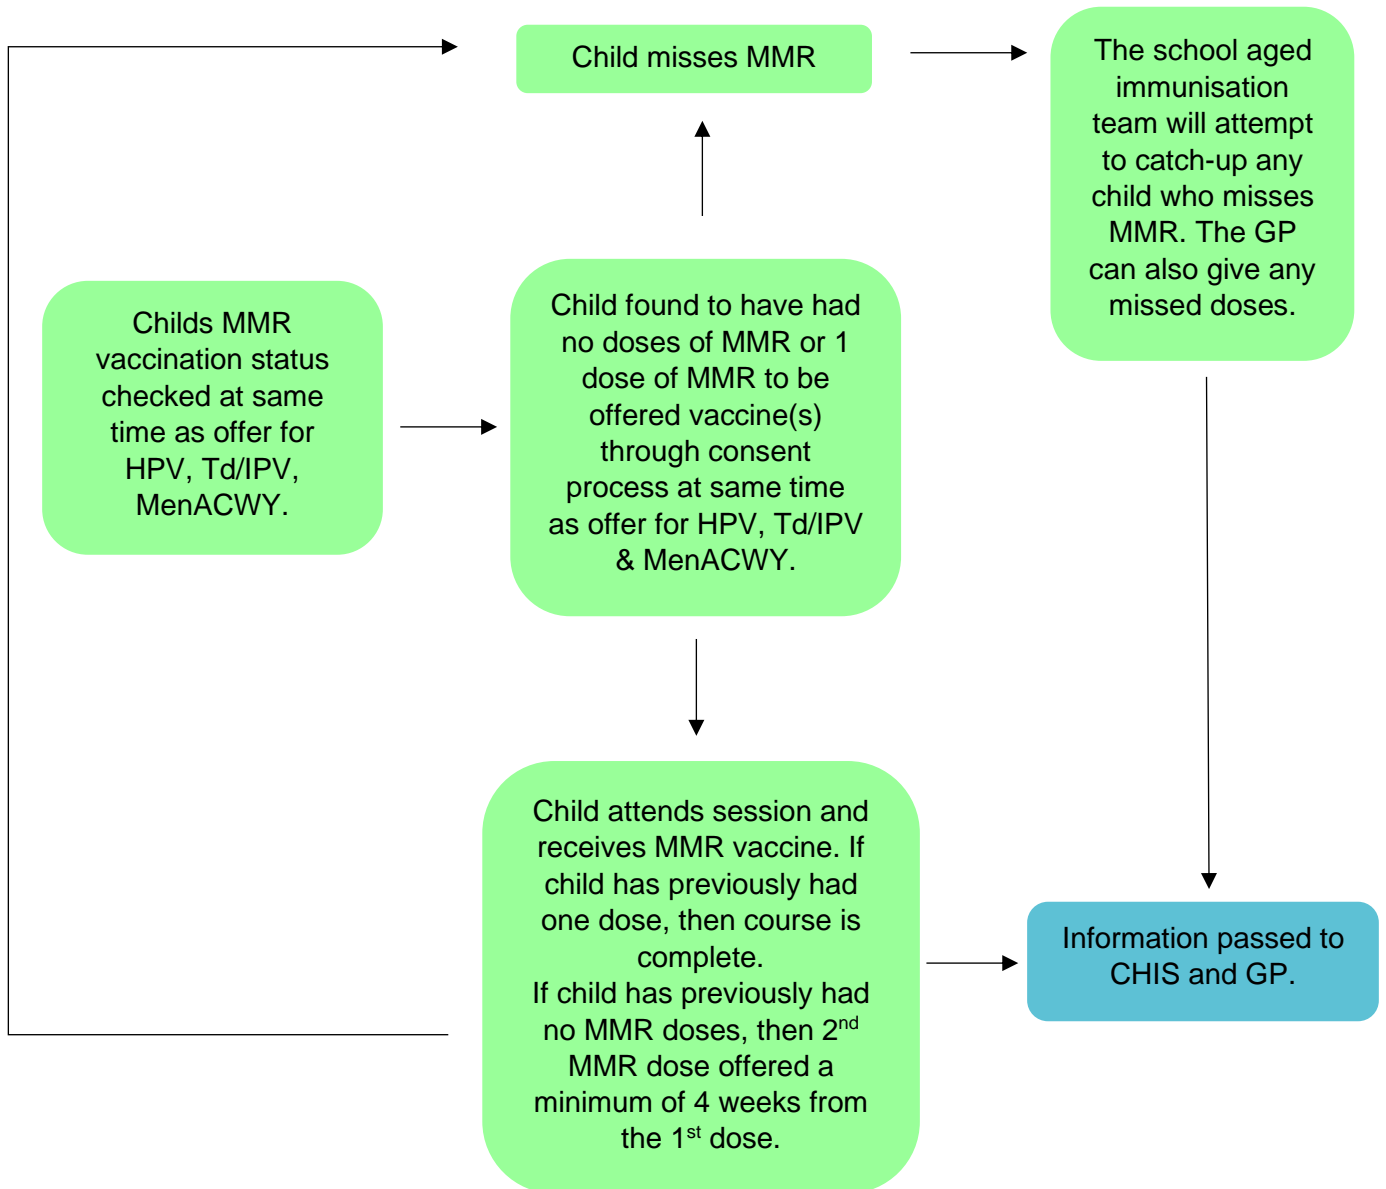 Child misses MMR
The school aged
immunisation
team will attempt
to catch-up any
child who misses
MMR. The GP
can also give any
missed doses.
Childs MMR
vaccination status
checked at same
time as offer for
HPV, Td/IPV,
MenACWY.
Child found to have had
no doses of MMR or 1
dose of MMR to be
offered vaccine(s)
through consent
process at same time
as offer for HPV, Td/IPV
& MenACWY.
Child attends session and
receives MMR vaccine. If
child has previously had
one dose, then course is
complete.
If child has previously had
no MMR doses, then 2nd
MMR dose offered a
minimum of 4 weeks from
the 1st dose.
Information passed to
CHIS and GP.